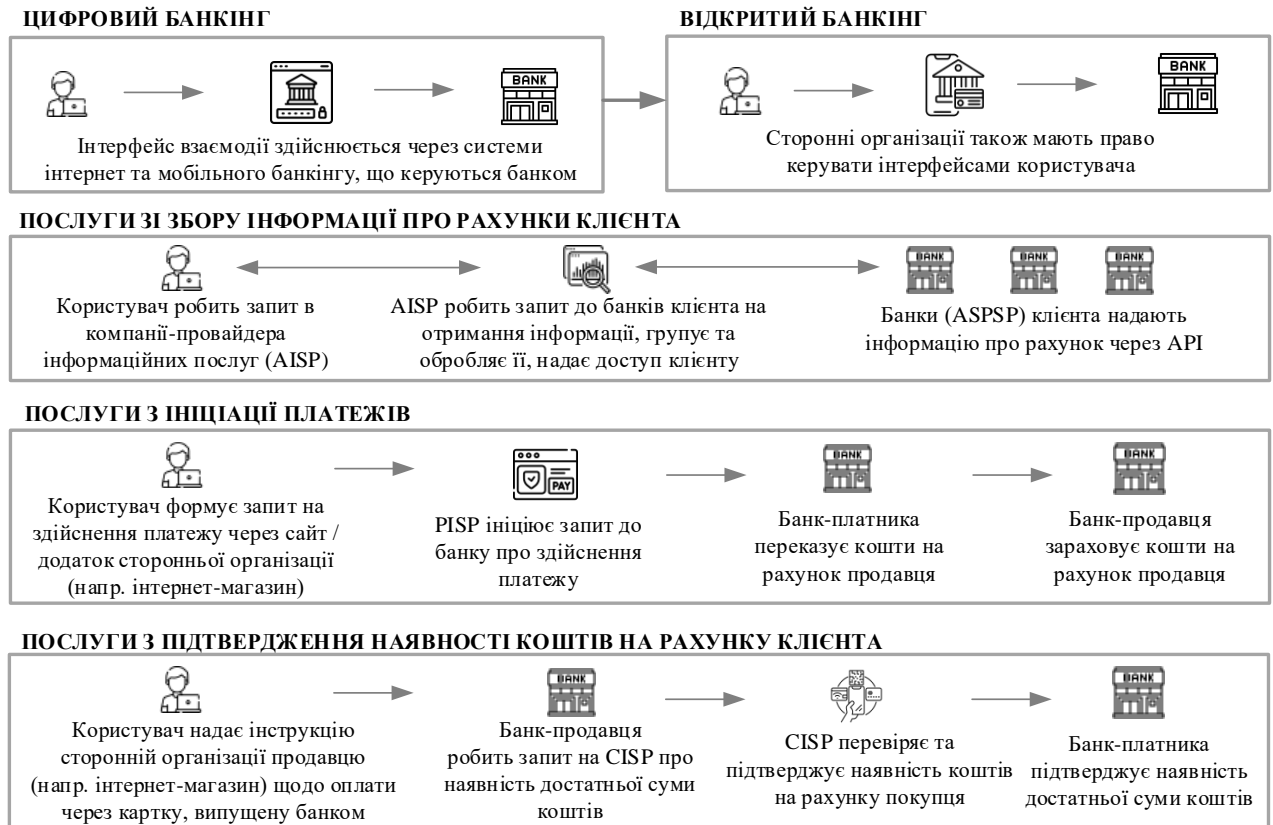 ЦИФРОВИЙ БАНКІНГ
BANK
Інтерфейс взаємодії здійснюється через системи
інтернет та мобільного банкінгу, що керуються банком
ВІДКРИТИЙ БАНКІНГ
BANK
Сторонні організації також мають право
керувати інтерфейсами користувача
ПОСЛУГИ ЗІ ЗБОРУ ІНФОРМАЦІЇ ПРО РАХУНКИ КЛІЄНТА
Користувач робить запит в
компанії-провайдера
інформаційних послуг (AISP)
AISP робить запит до банків клієнта на
отримання інформації, групує та
обробляє її, надає доступ клієнту
BANK
BANK
BANK
Банки (ASPSP) клієнта надають
інформацію про рахунок через API
ПОСЛУГИ З ІНІЦІАЦІЇ ПЛАТЕЖІВ
Користувач формує запит на
здійснення платежу через сайт /
додаток сторонньої організації
(напр. інтернет-магазин)
PAY
PISP ініціює запит до
банку про здійснення
платежу
BANK
Банк-платника
переказує кошти на
рахунок продавця
BANK
Банк-продавця
зараховує кошти на
рахунок продавця
ПОСЛУГИ З ПІДТВЕРДЖЕННЯ НАЯВНОСТІ КОШТІВ НА РАХУНКУ КЛІЄНТА
Користувач надає інструкцію
сторонній організації продавцю
(напр. інтернет-магазин) щодо оплати
через картку, випущену банком
BANK
Банк-продавця
робить запит на CISP про
наявність достатньої суми
коштів
CISP перевіряє та
підтверджує наявність коштів
на рахунку покупця
BANK
Банк-платника
підтверджує наявність
достатньої суми коштів